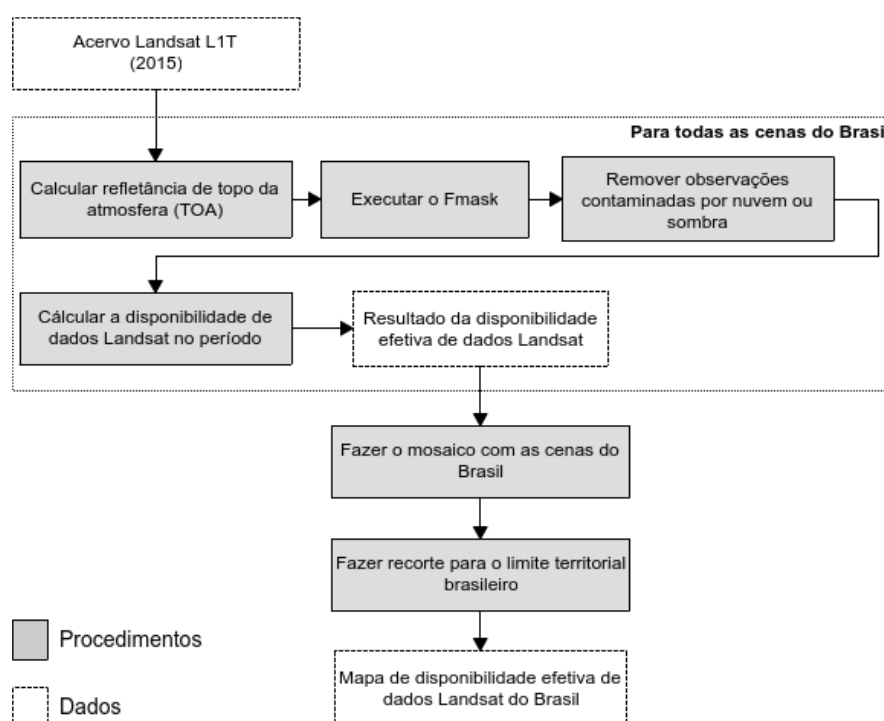 Acervo Landsat L1T
(2015)
Para todas as cenas do Brasil
Calcular refletância de topo da
atmosfera (TOA)
Executar o Fmask
Remover observações
contaminadas por nuvem ou
sombra
Cálcular a disponibilidade de
dados Landsat no período
Resultado da disponibilidade
efetiva de dados Landsat
Fazer o mosaico com as cenas do
Brasil
Fazer recorte para o limite territorial
brasileiro
Mapa de disponibilidade efetiva de
dados Landsat do Brasil
Procedimentos
Dados